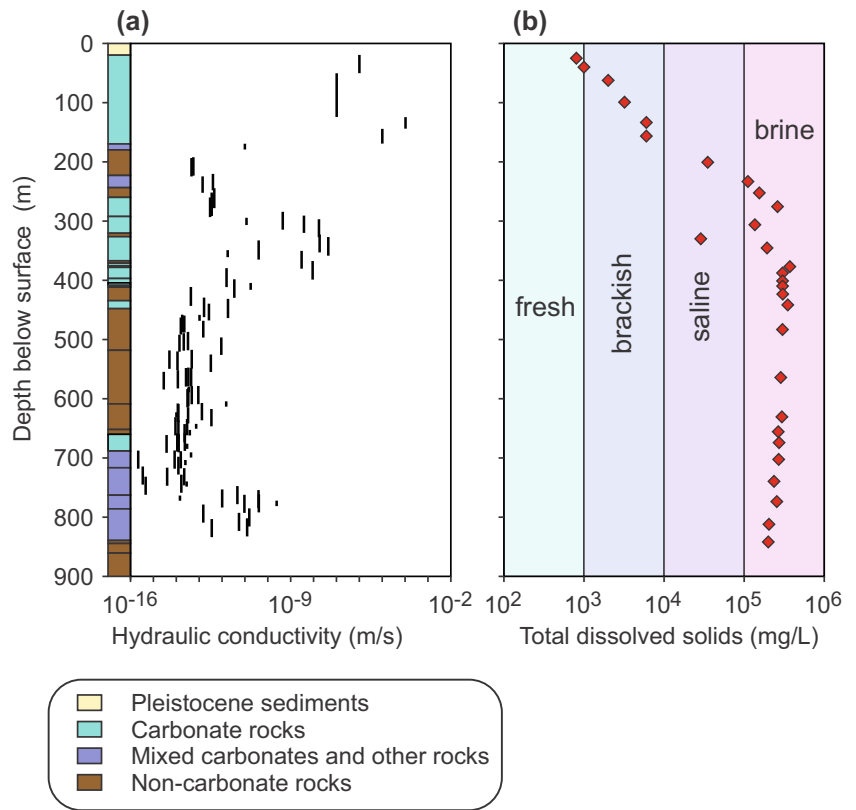 (a)
(b)
0
100
200
300
400
500
600
700
800
900
Depth below surface (m)
10-16
10-9
10-2
Hydraulic conductivity (m/s)
fresh
brackish
saline
brine
10²
10³
10⁴
10⁵
10⁶
Total dissolved solids (mg/L)
Pleistocene sediments
Carbonate rocks
Mixed carbonates and other rocks
Non-carbonate rocks